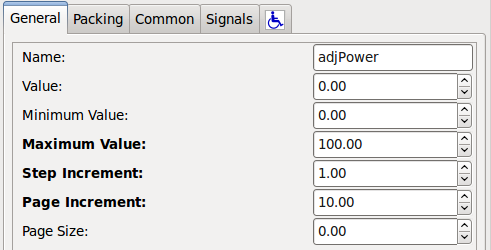 General Packing Common Signals
Name: adjPower
Value: 0.00
Minimum Value: 0.00
Maximum Value: 100.00
Step Increment: 1.00
Page Increment: 10.00
Page Size: 0.00